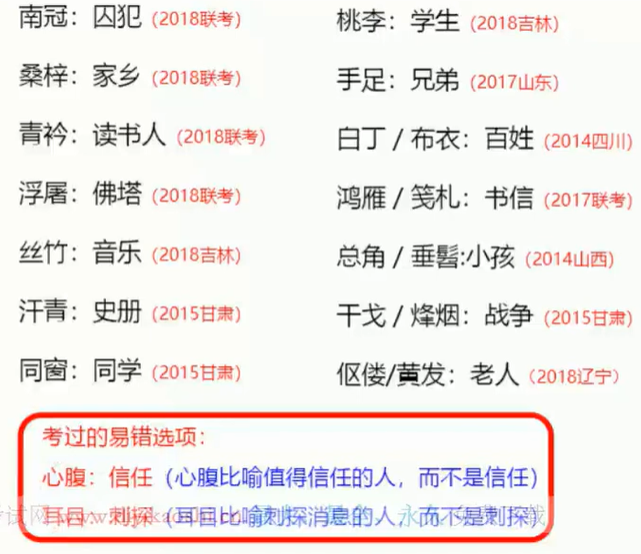 南冠：囚犯（2018联考）
桃李：学生（2018吉林）
桑梓：家乡（2018联考）
手足：兄弟（2017山东）
青衿：读书人（2018联考）
白丁/布衣：百姓（2014四川）
浮屠：佛塔（2018联考）
鸿雁/笺札：书信（2017联考）
丝竹：音乐（2018吉林）
总角/垂髫:小孩（2014山西）
汗青：史册（2015甘肃）
干戈/烽烟：战争（2015甘肃）
同窗：同学（2015甘肃）
伛偻/黄发：老人（2018辽宁）
考过的易错选项：
心腹：信任（心腹比喻值得信任的人，而不是信任）
耳目：刺探（耳目比喻刺探消息的人，而不是刺探）